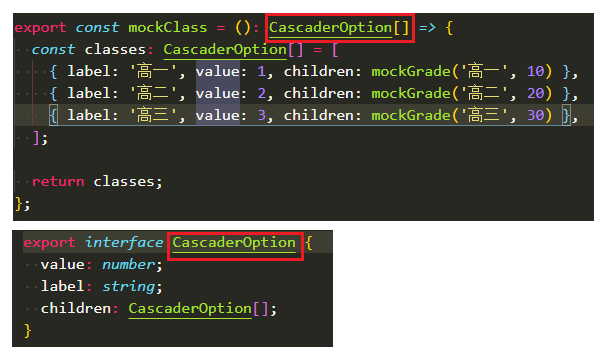 export const mockClass = (): CascaderOption[] => {
  const classes: CascaderOption[] = [
    { label: '高一', value: 1, children: mockGrade('高一', 10) },
    { label: '高二', value: 2, children: mockGrade('高二', 20) },
    { label: '高三', value: 3, children: mockGrade('高三', 30) },
  ];
  return classes;
};
export interface CascaderOption {
  value: number;
  label: string;
  children: CascaderOption[];
}